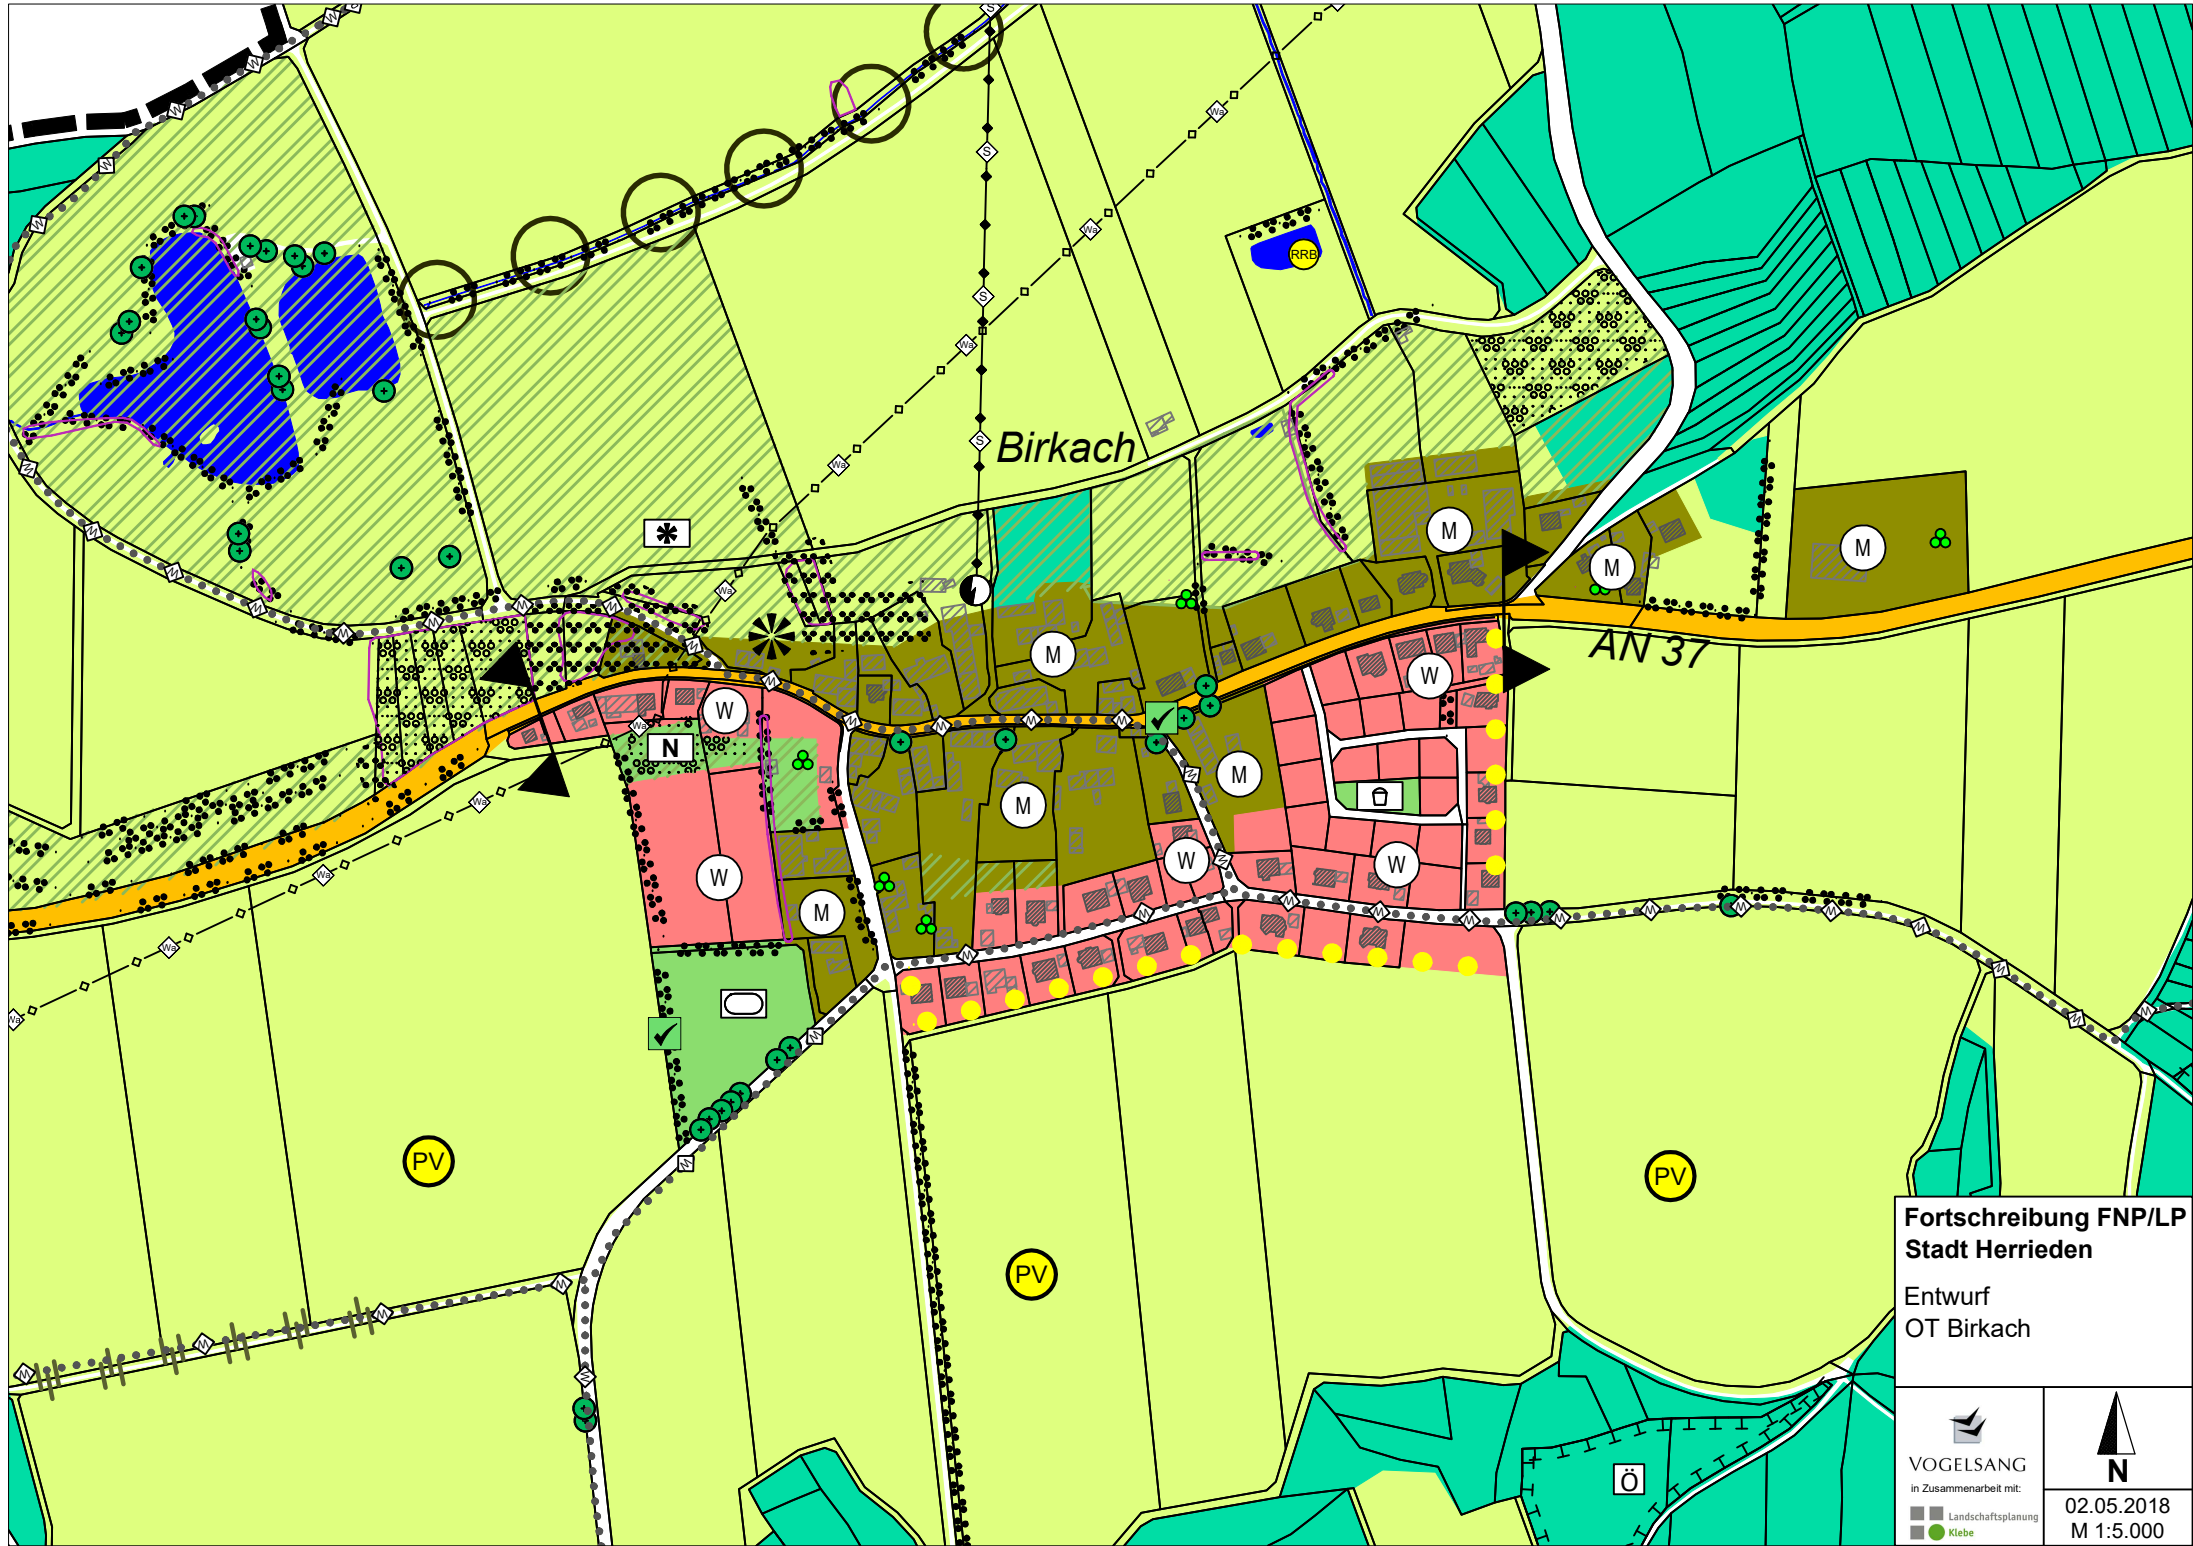 RRB
Birkach
M
M
M
M
AN 37
W
W
N
M
M
W
W
W
M
PV
PV
PV
Ö
Fortschreibung FNP/LP
Stadt Herrieden
Entwurf
OT Birkach
VOGELSANG
in Zusammenarbeit mit:
Landschaftsplanung
Klebe
N
02.05.2018
M 1:5.000